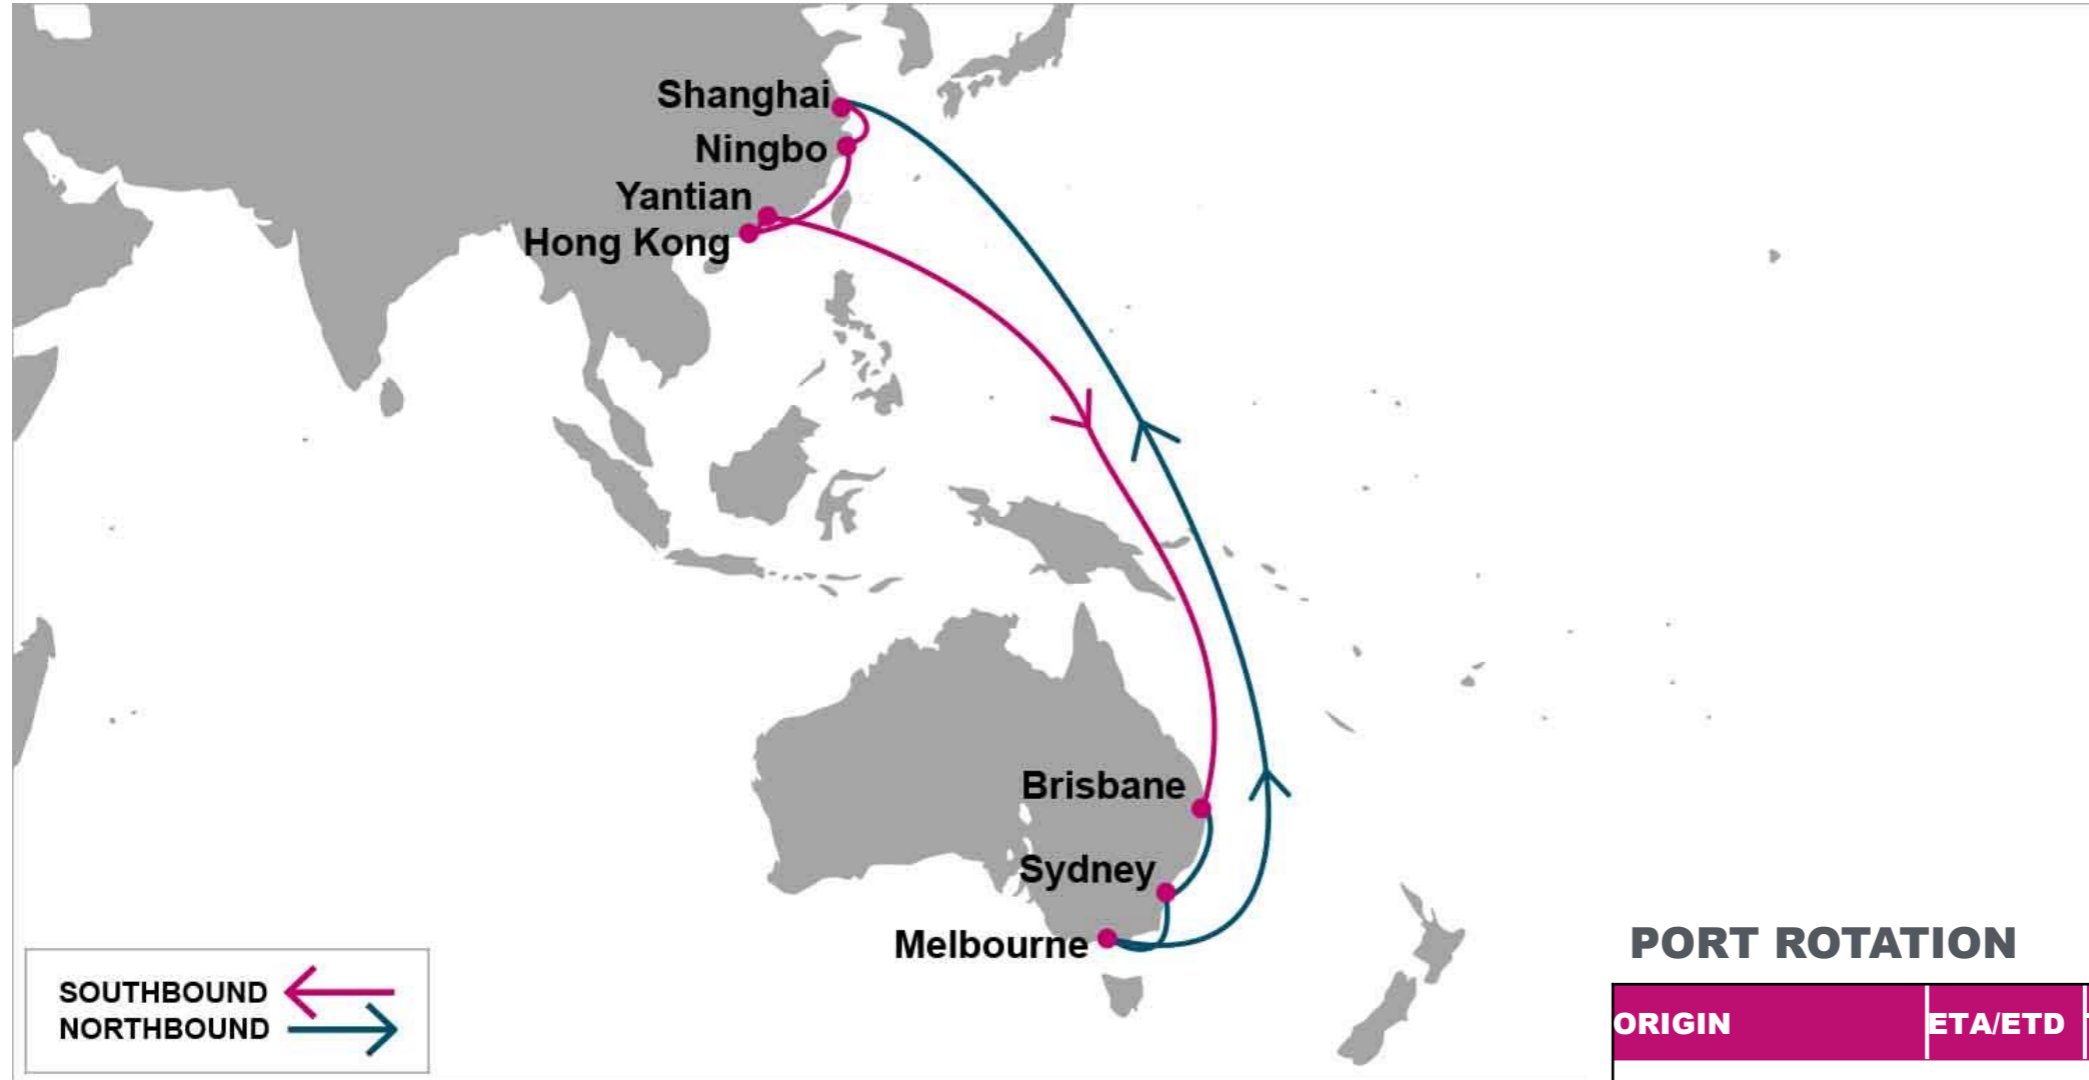 Shanghai
Ningbo
Yantian
Hong Kong
Brisbane
Sydney
Melbourne
SOUTHBOUND
NORTHBOUND
PORT ROTATION
ORIGIN ETA/ETD